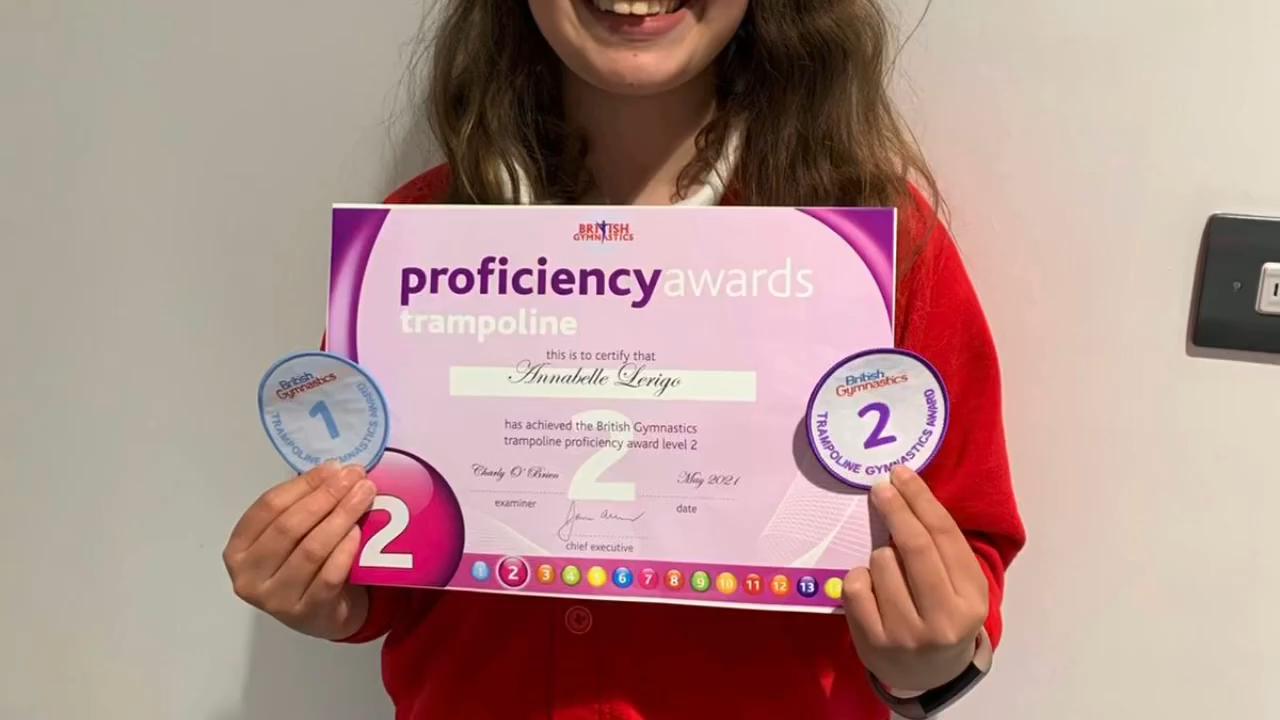 BRITISH
GYMNASTICS
proficiencyawards
trampoline
this is to certify that
Annabelle Lerigo
has achieved the British Gymnastics
trampoline proficiency award level 2
2
Charly O'Brien
May 2021
examiner
date
chief executive
2
1 2 3 4 5 6 7 8 9 10 11 12 13
British
Gymnastics
1
TRAMPOLINE GYMNASTICS AWARD
British
Gymnastics
2
TRAMPOLINE GYMNASTICS AWARD